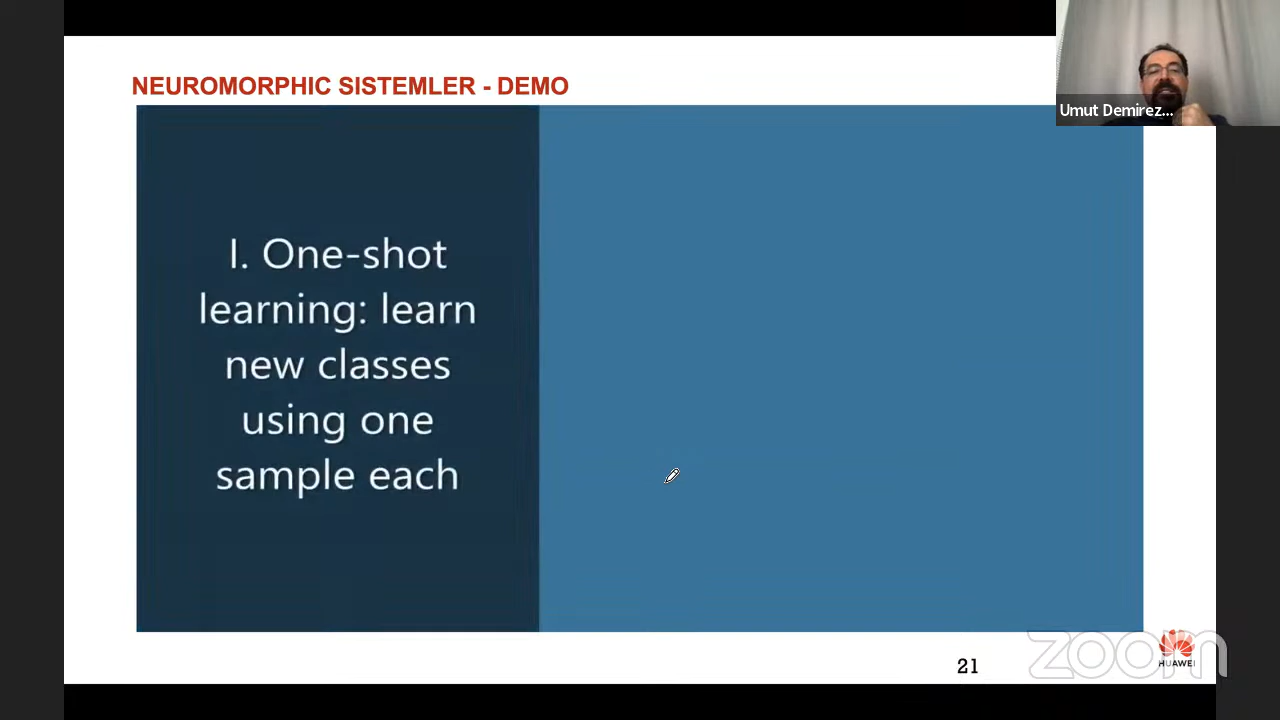 NEUROMORPHIC SISTEMLER - DEMO
Umut Demirez...
I. One-shot
learning: learn
new classes
using one
sample each
21
zoom
HUAWEI